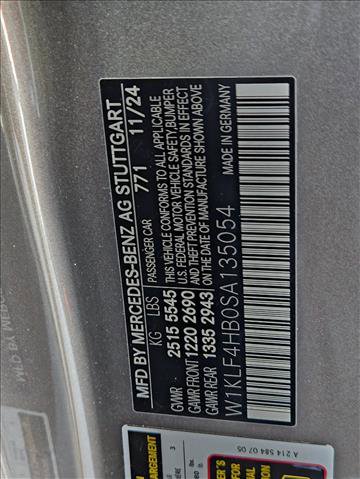 MFD BY MERCEDES-BENZ AG STUTTGART
771 11/24
KG LBS PASSENGER CAR
GVWR 2515 5545 THIS VEHICLE CONFORMS TO ALL APPLICABLE
GAWR FRONT 1220 2690 U.S. FEDERAL MOTOR VEHICLE SAFETY,BUMPER
GAWR REAR 1335 2943 AND THEFT PREVENTION STANDARDS IN EFFECT
ON THE DATE OF MANUFACTURE SHOWN ABOVE
W1KLF4HB0SA135054 MADE IN GERMANY
A 214 584 07 05
ARGEMENT